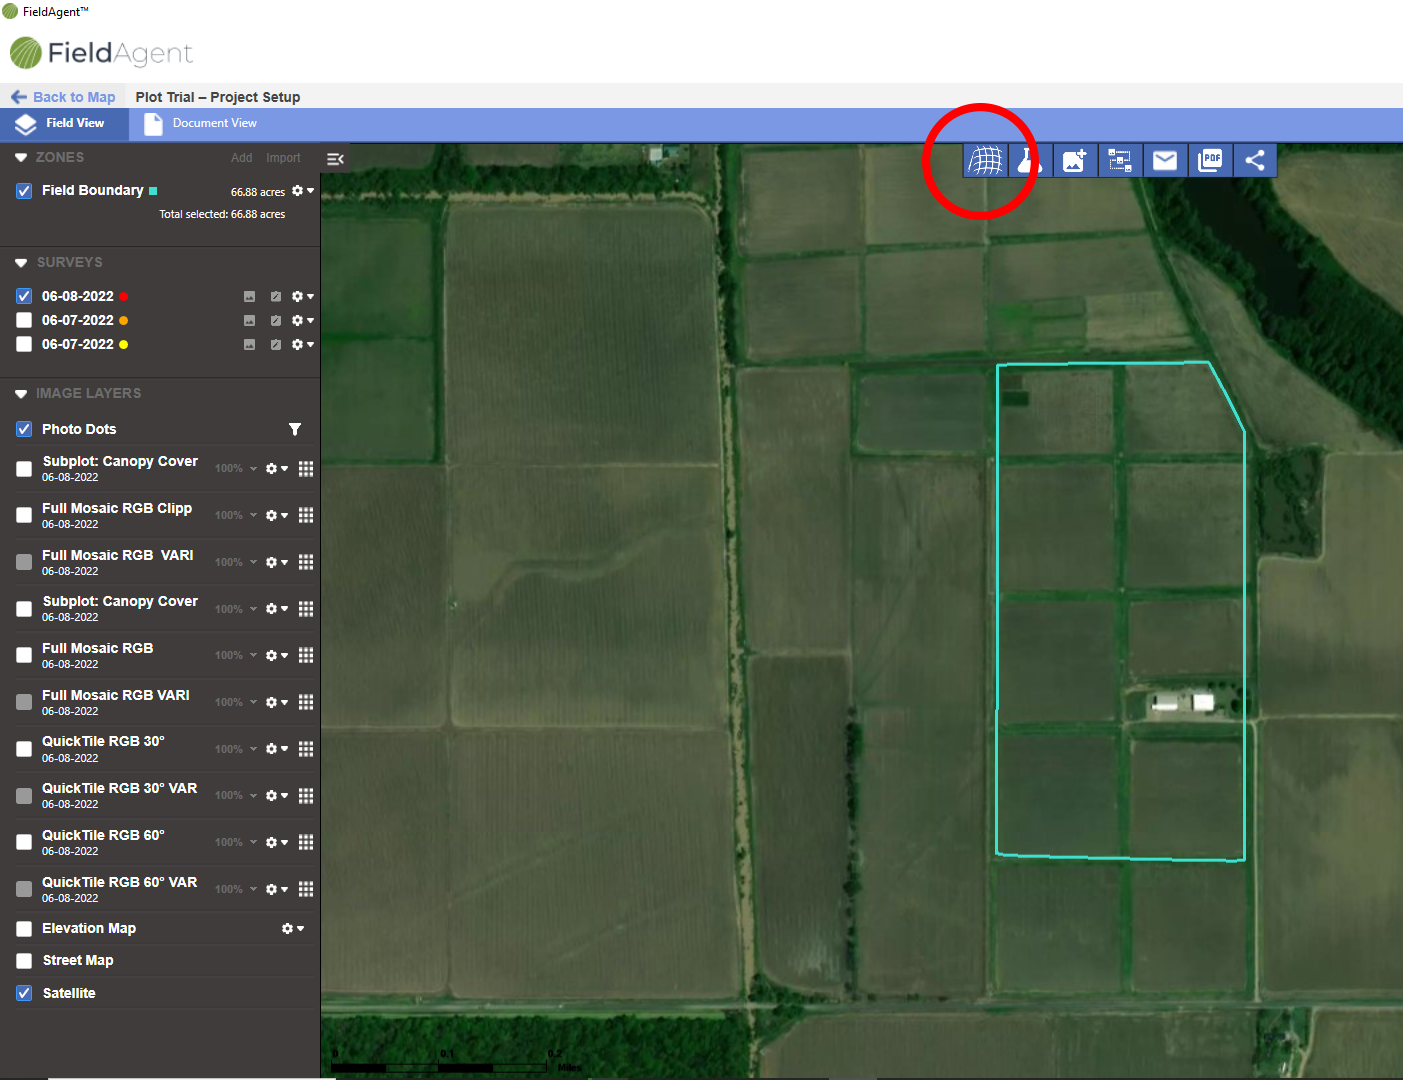 FieldAgent™
FieldAgent
Back to Map
Plot Trial – Project Setup
Field View
Document View
ZONES
Add
Import
Field Boundary
66.88 acres
Total selected: 66.88 acres
SURVEYS
06-08-2022
06-07-2022
06-07-2022
IMAGE LAYERS
Photo Dots
Subplot: Canopy Cover
100%
06-08-2022
Full Mosaic RGB Clipp
100%
06-08-2022
Full Mosaic RGB  VARI
100%
06-08-2022
Subplot: Canopy Cover
100%
06-08-2022
Full Mosaic RGB
100%
06-08-2022
Full Mosaic RGB VARI
100%
06-08-2022
QuickTile RGB 30°
100%
06-08-2022
QuickTile RGB 30° VAR
100%
06-08-2022
QuickTile RGB 60°
100%
06-08-2022
QuickTile RGB 60° VAR
100%
06-08-2022
Elevation Map
Street Map
Satellite
PDF
0
0.1
0.2
Miles